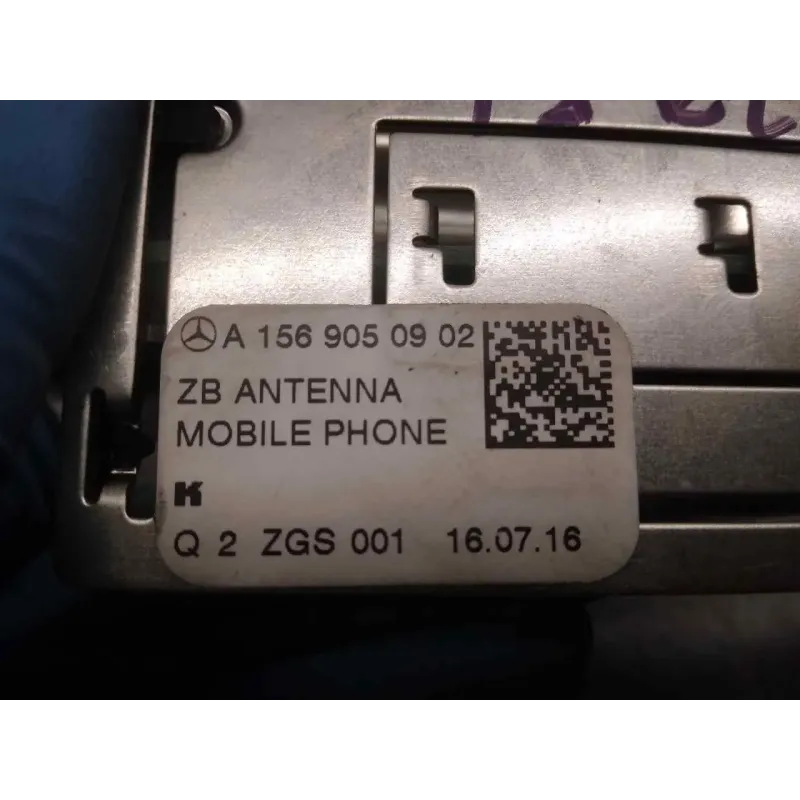 A 156 905 09 02
ZB ANTENNA
MOBILE PHONE
K
Q 2 ZGS 001 16.07.16